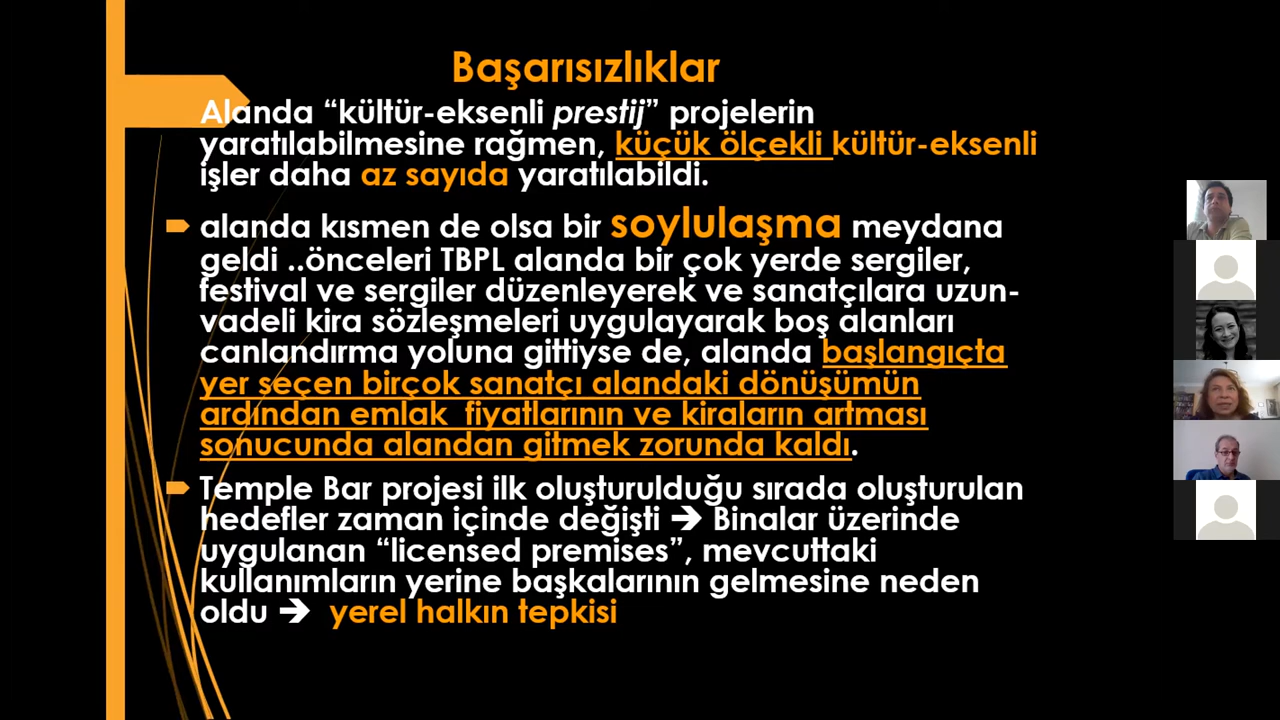 Başarısızlıklar
Alanda “kültür-eksenli prestij” projelerin
yaratılabilmesine rağmen, küçük ölçekli kültür-eksenli
işler daha az sayıda yaratılabildi.
alanda kısmen de olsa bir soylulaşma meydana
geldi ..önceleri TBPL alanda bir çok yerde sergiler,
festival ve sergiler düzenleyerek ve sanatçılara uzun-
vadeli kira sözleşmeleri uygulayarak boş alanları
canlandırma yoluna gittiyse de, alanda başlangıçta
yer seçen birçok sanatçı alandaki dönüşümün
ardından emlak fiyatlarının ve kiraların artması
sonucunda alandan gitmek zorunda kaldı.
Temple Bar projesi ilk oluşturulduğu sırada oluşturulan
hedefler zaman içinde değişti ➔ Binalar üzerinde
uygulanan “licensed premises”, mevcuttaki
kullanımların yerine başkalarının gelmesine neden
oldu ➔ yerel halkın tepkisi